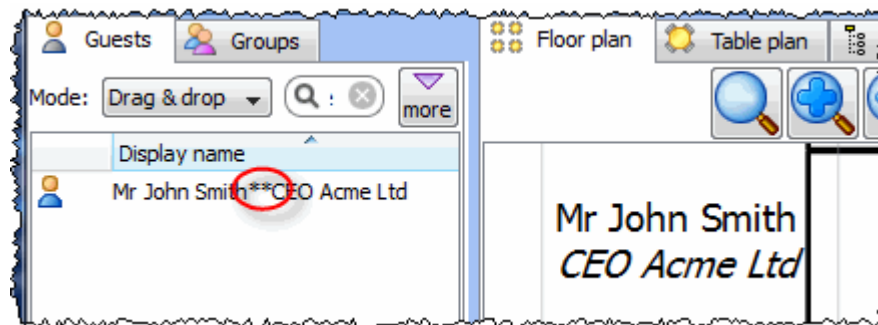 Guests Groups
Mode: Drag & drop : more
Display name
Mr John Smith**CEO Acme Ltd
Floor plan Table plan
Mr John Smith
CEO Acme Ltd